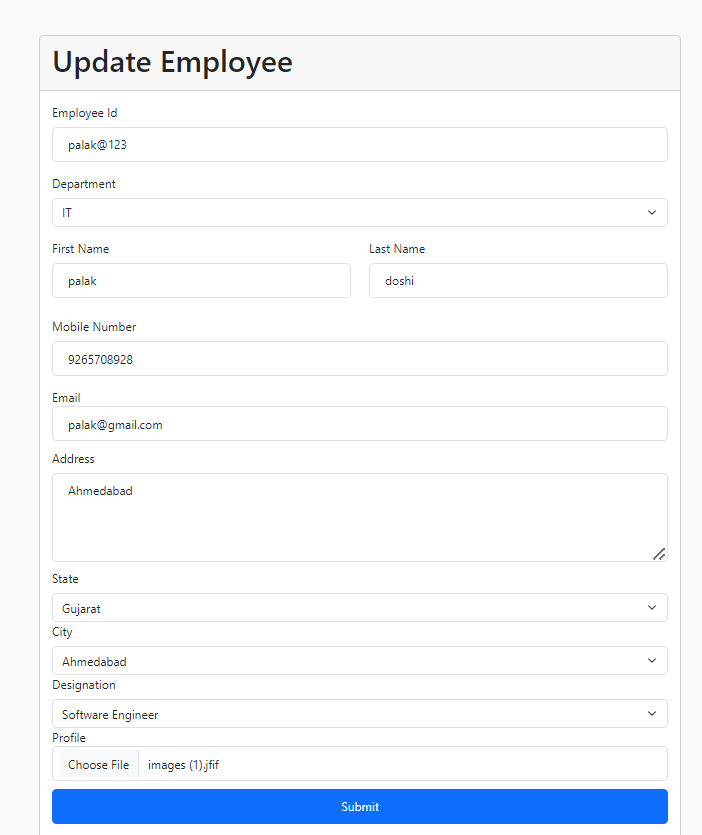 Update Employee
Employee Id
palak@123
Department
IT
First Name Last Name
palak doshi
Mobile Number
9265708928
Email
palak@gmail.com
Address
Ahmedabad
State
Gujarat
City
Ahmedabad
Designation
Software Engineer
Profile
Choose File images (1).jfif
Submit